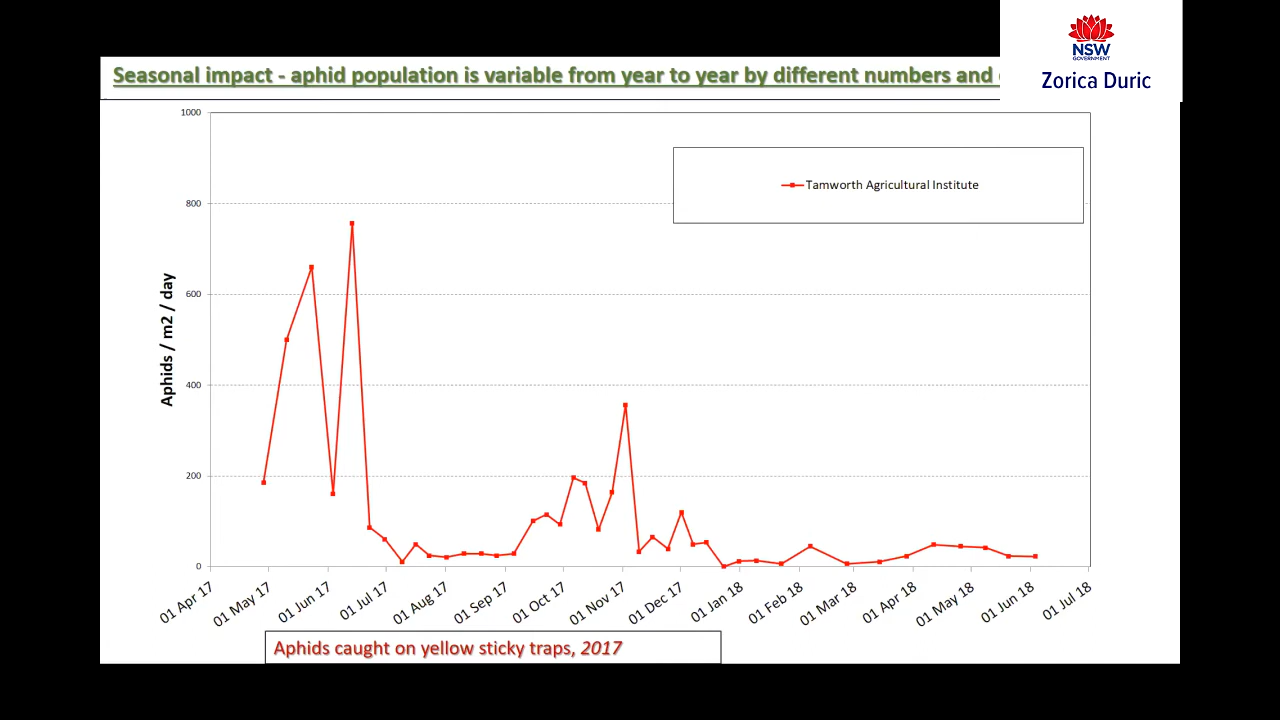 Seasonal impact - aphid population is variable from year to year by different numbers and
NSW
GOVERNMENT
Zorica Duric
1000
800
600
400
200
0
Aphids / m2 / day
Tamworth Agricultural Institute
01 Apr 17
01 May 17
01 Jun 17
01 Jul 17
01 Aug 17
01 Sep 17
01 Oct 17
01 Nov 17
01 Dec 17
01 Jan 18
01 Feb 18
01 Mar 18
01 Apr 18
01 May 18
01 Jun 18
01 Jul 18
Aphids caught on yellow sticky traps, 2017